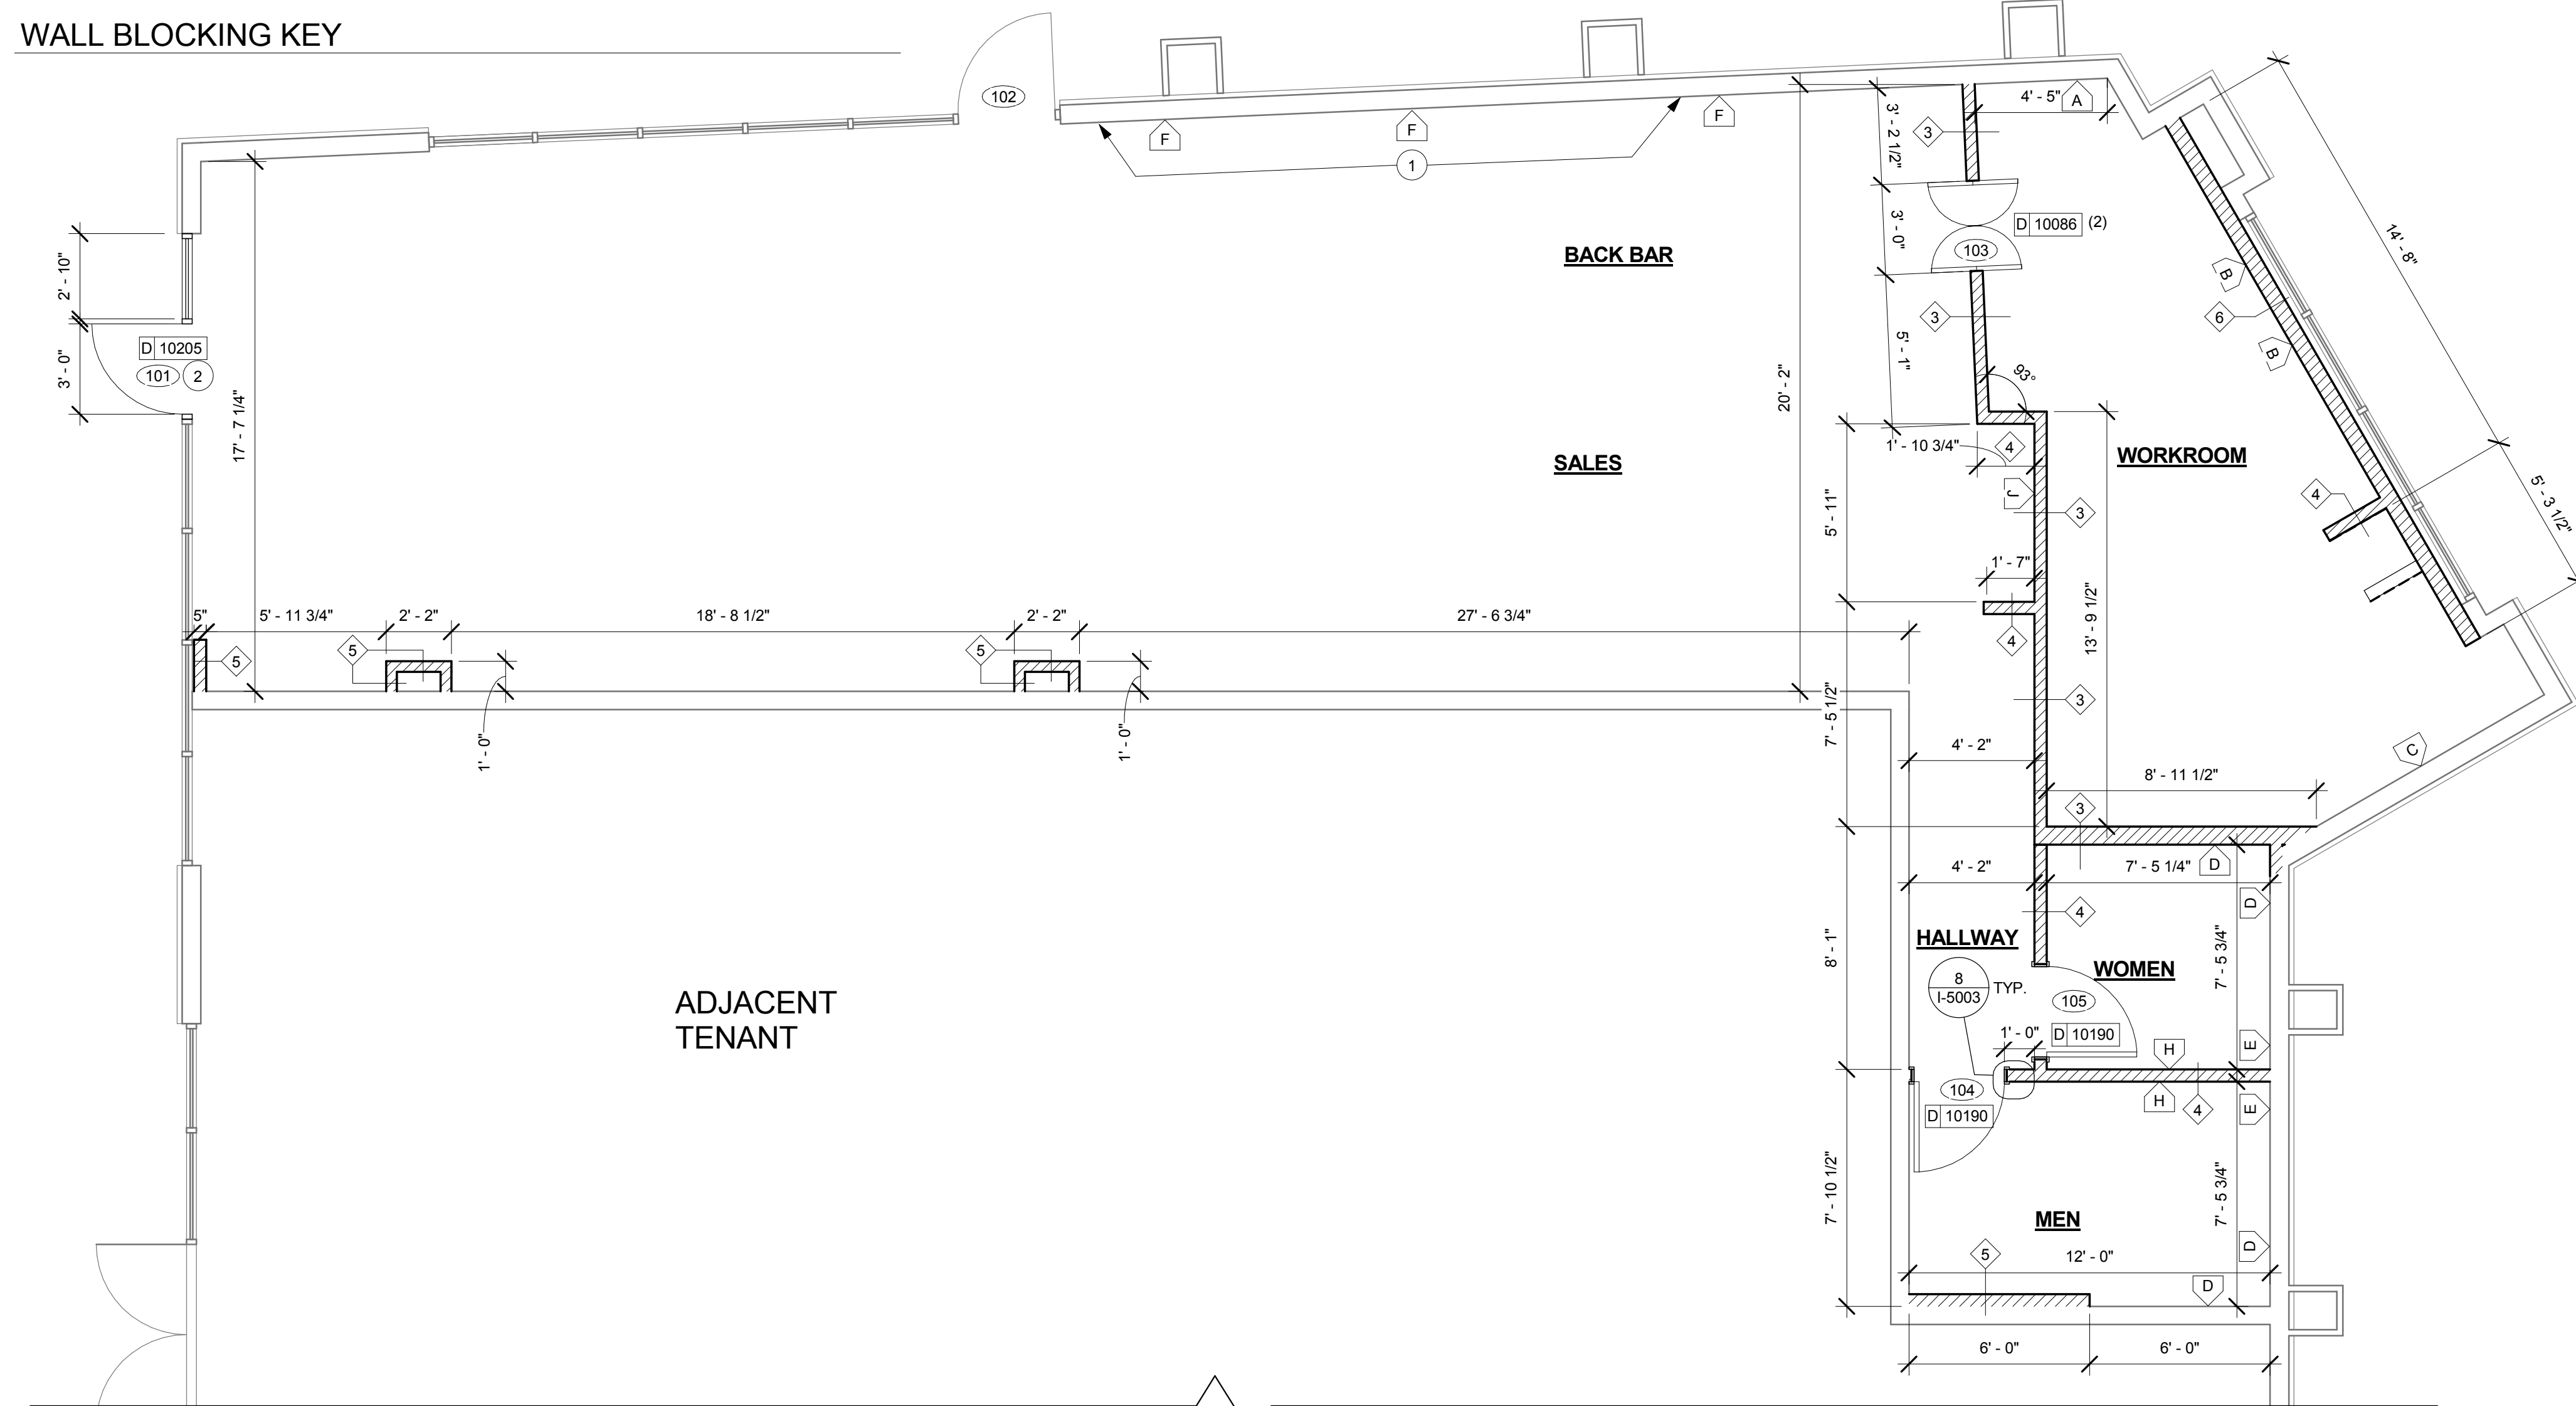 WALL BLOCKING KEY
102
F
F
F
1
3
4' - 5"
A
3' - 2 1/2"
3' - 0"
5' - 1"
D 10086 (2)
103
3
BACK BAR
14' - 8"
B
B
6
2' - 10"
3' - 0"
D 10205
101
2
17' - 7 1/4"
20' - 2"
93°
1' - 10 3/4"
4
WORKROOM
SALES
J
3
4
5' - 3 1/2"
5' - 11"
1' - 7"
4
13' - 9 1/2"
5"
5' - 11 3/4"
2' - 2"
18' - 8 1/2"
2' - 2"
27' - 6 3/4"
5
5
5
1' - 0"
1' - 0"
7' - 5 1/2"
3
4' - 2"
C
8' - 11 1/2"
3
4' - 2"
7' - 5 1/4"
D
D
4
HALLWAY
WOMEN
8' - 1"
7' - 5 3/4"
8
I-5003
TYP.
105
ADJACENT
TENANT
1' - 0"
D 10190
H
E
104
D 10190
H
4
E
7' - 10 1/2"
7' - 5 3/4"
MEN
5
12' - 0"
D
D
6' - 0"
6' - 0"